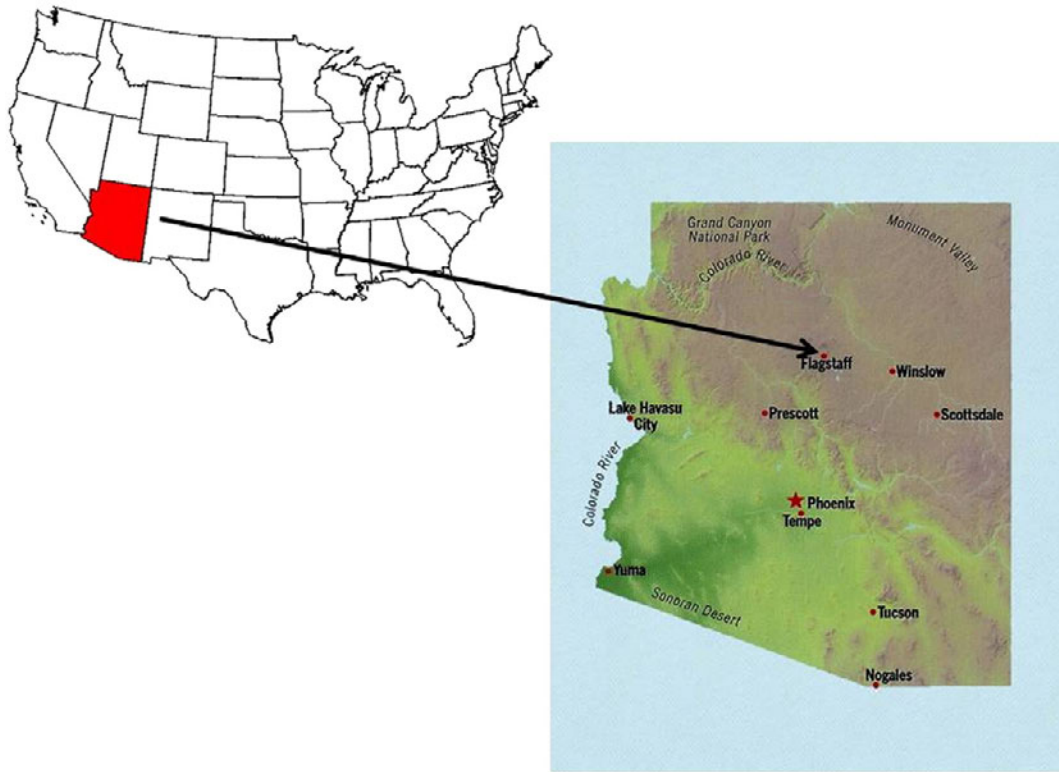 Grand Canyon
National Park
Monument Valley
Colorado River
Flagstaff
Winslow
Lake Havasu
City
Prescott
Scottsdale
Colorado River
Phoenix
Tempe
Yuma
Sonoran Desert
Tucson
Nogales